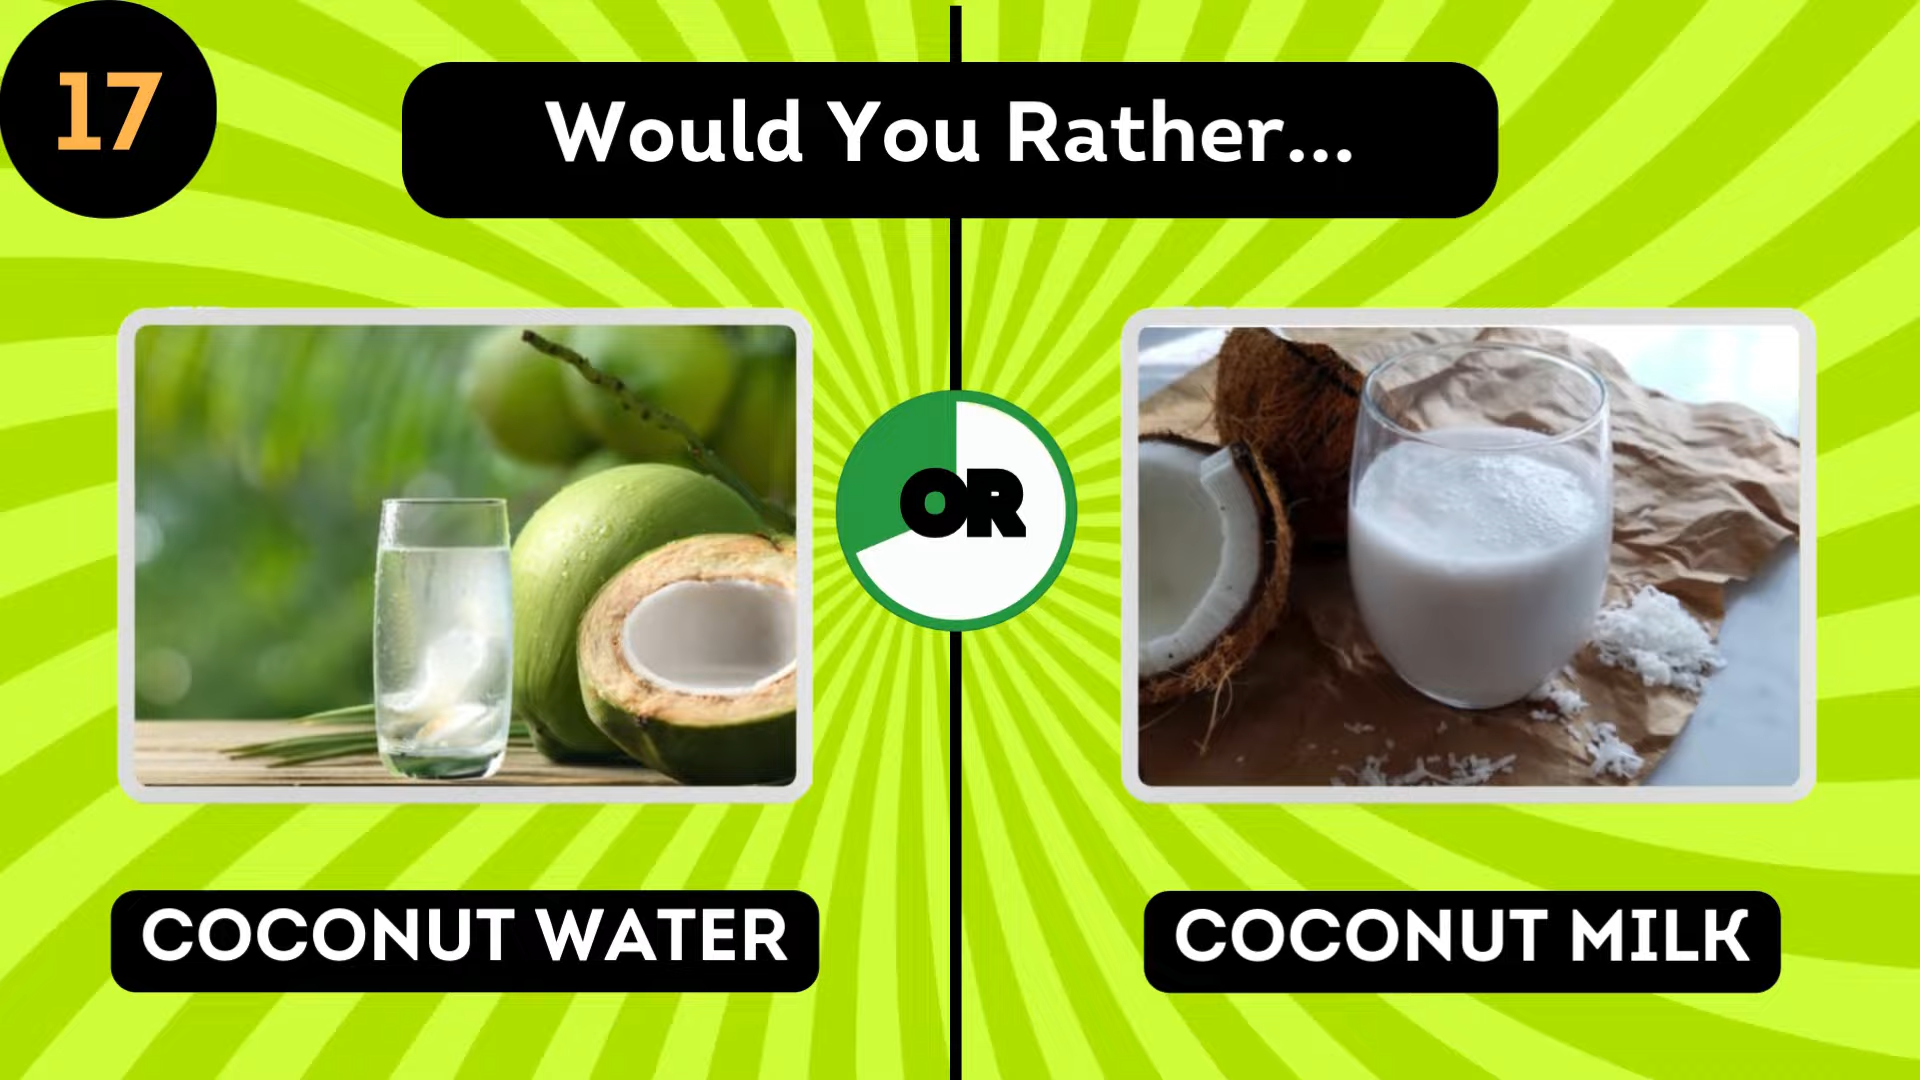 17
Would You Rather...
OR
COCONUT WATER
COCONUT MILK